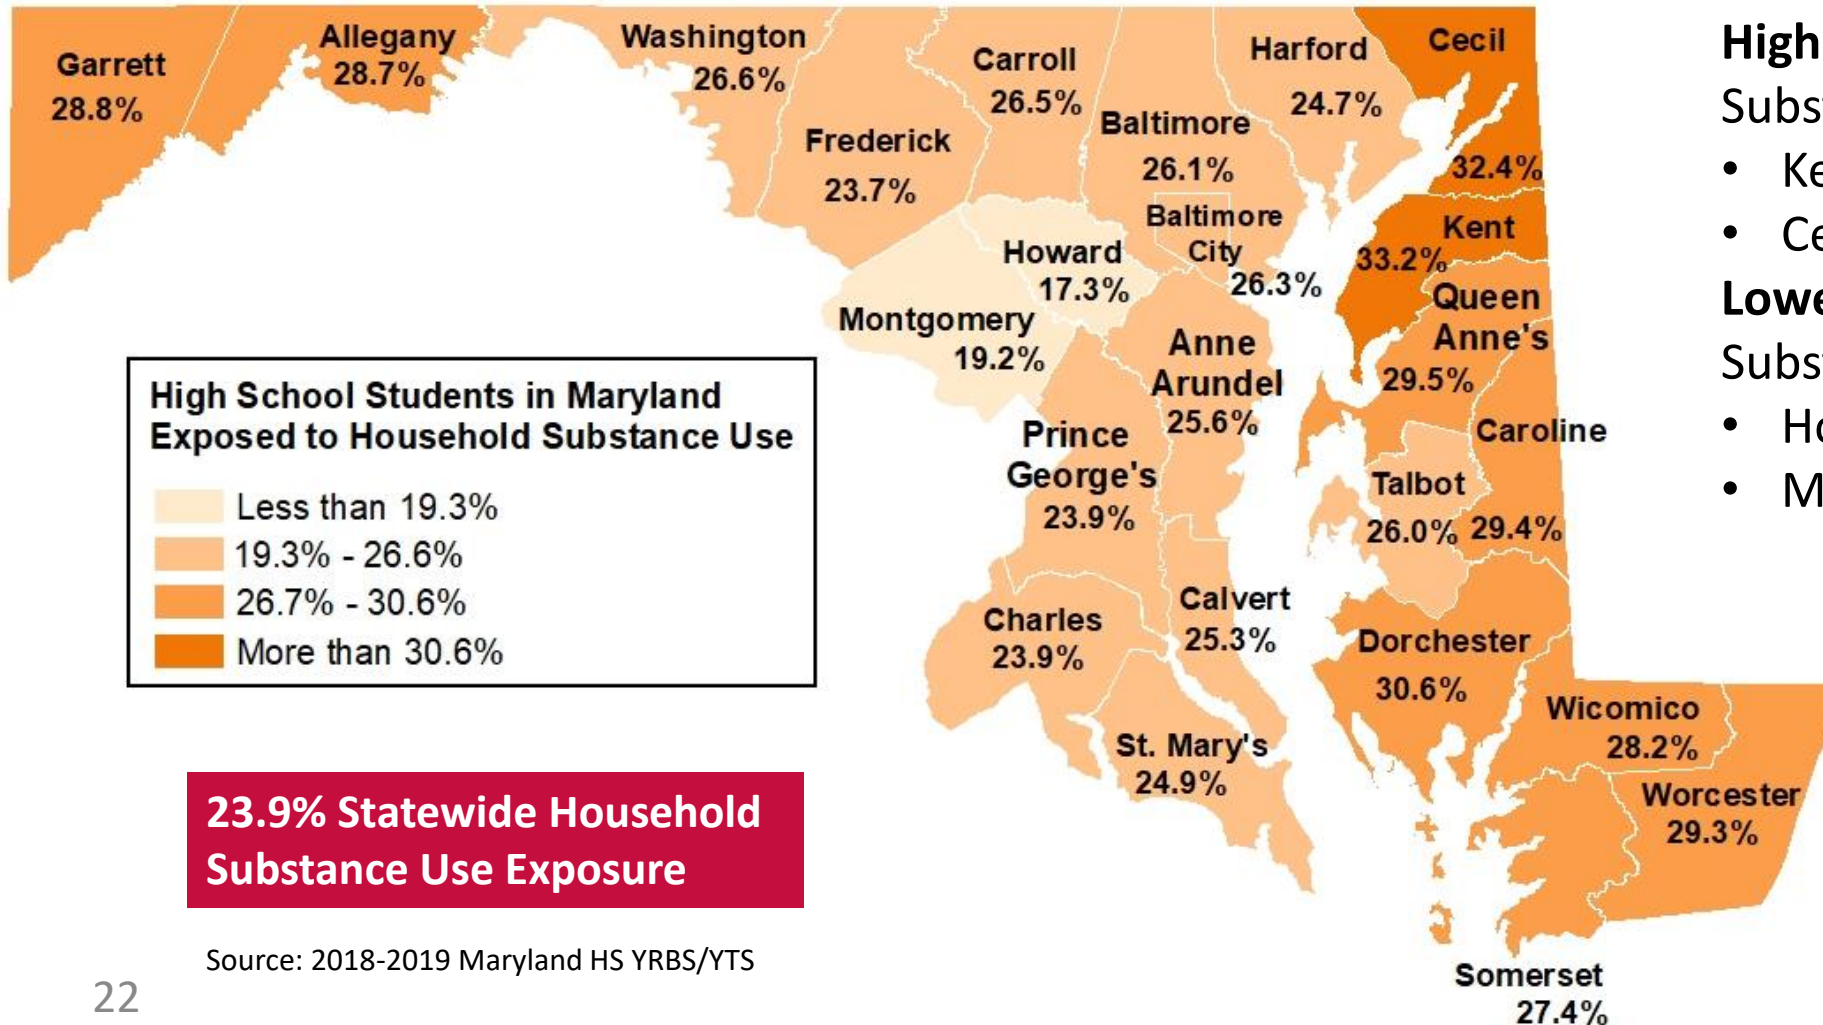 Garrett
28.8%
Allegany
28.7%
Washington
26.6%
Frederick
23.7%
Carroll
26.5%
Baltimore
26.1%
Baltimore
City
26.3%
Harford
24.7%
Cecil
32.4%
Kent
33.2%
Queen
Anne's
29.5%
Howard
17.3%
Montgomery
19.2%
Anne
Arundel
25.6%
Prince
George's
23.9%
Caroline
29.4%
Talbot
26.0%
Calvert
25.3%
Charles
23.9%
St. Mary's
24.9%
Dorchester
30.6%
Wicomico
28.2%
Worcester
29.3%
Somerset
27.4%
High School Students in Maryland
Exposed to Household Substance Use
Less than 19.3%
19.3% - 26.6%
26.7% - 30.6%
More than 30.6%
23.9% Statewide Household
Substance Use Exposure
Source: 2018-2019 Maryland HS YRBS/YTS
22
High